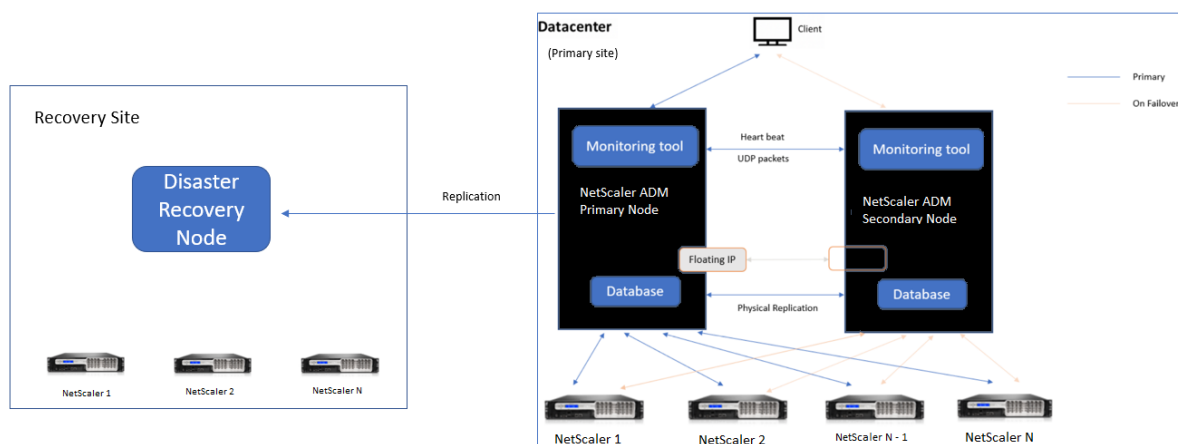 Datacenter
(Primary site)
Client
Primary
On Failover
Recovery Site
Disaster
Recovery
Node
Replication
Monitoring tool
Heart beat
UDP packets
Monitoring tool
NetScaler ADM
Primary Node
NetScaler ADM
Secondary Node
Floating IP
Database
Physical Replication
Database
NetScaler 1
NetScaler 2
NetScaler N
NetScaler 1
NetScaler 2
NetScaler N - 1
NetScaler N